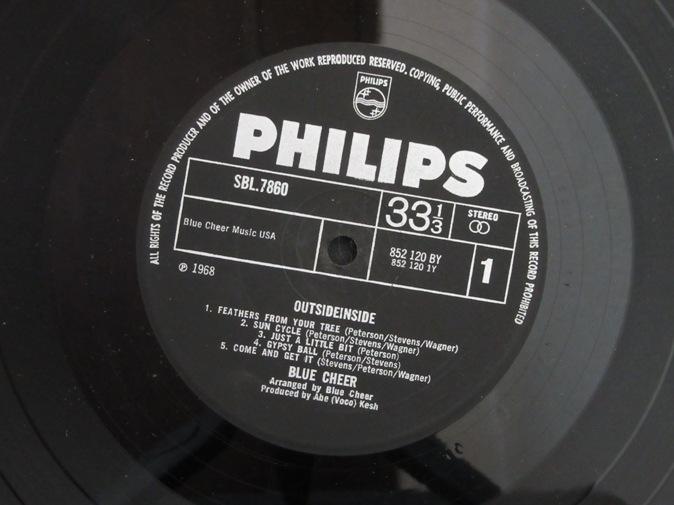 ALL RIGHTS OF THE RECORD PRODUCER AND OF THE OWNER OF THE WORK REPRODUCED RESERVED. COPYING, PUBLIC PERFORMANCE AND BROADCASTING OF THIS RECORD PROHIBITED
PHILIPS
PHILIPS
SBL.7860
33 1/3
STEREO
Blue Cheer Music USA
852 120 BY
852 120 1Y
1
℗ 1968
OUTSIDEINSIDE
1. FEATHERS FROM YOUR TREE (Peterson/Stevens/Wagner)
2. SUN CYCLE (Peterson/Stevens/Wagner)
3. JUST A LITTLE BIT (Peterson)
4. GYPSY BALL (Peterson/Stevens)
5. COME AND GET IT (Stevens/Peterson/Wagner)
BLUE CHEER
Arranged by Blue Cheer
Produced by Abe (Voco) Kesh